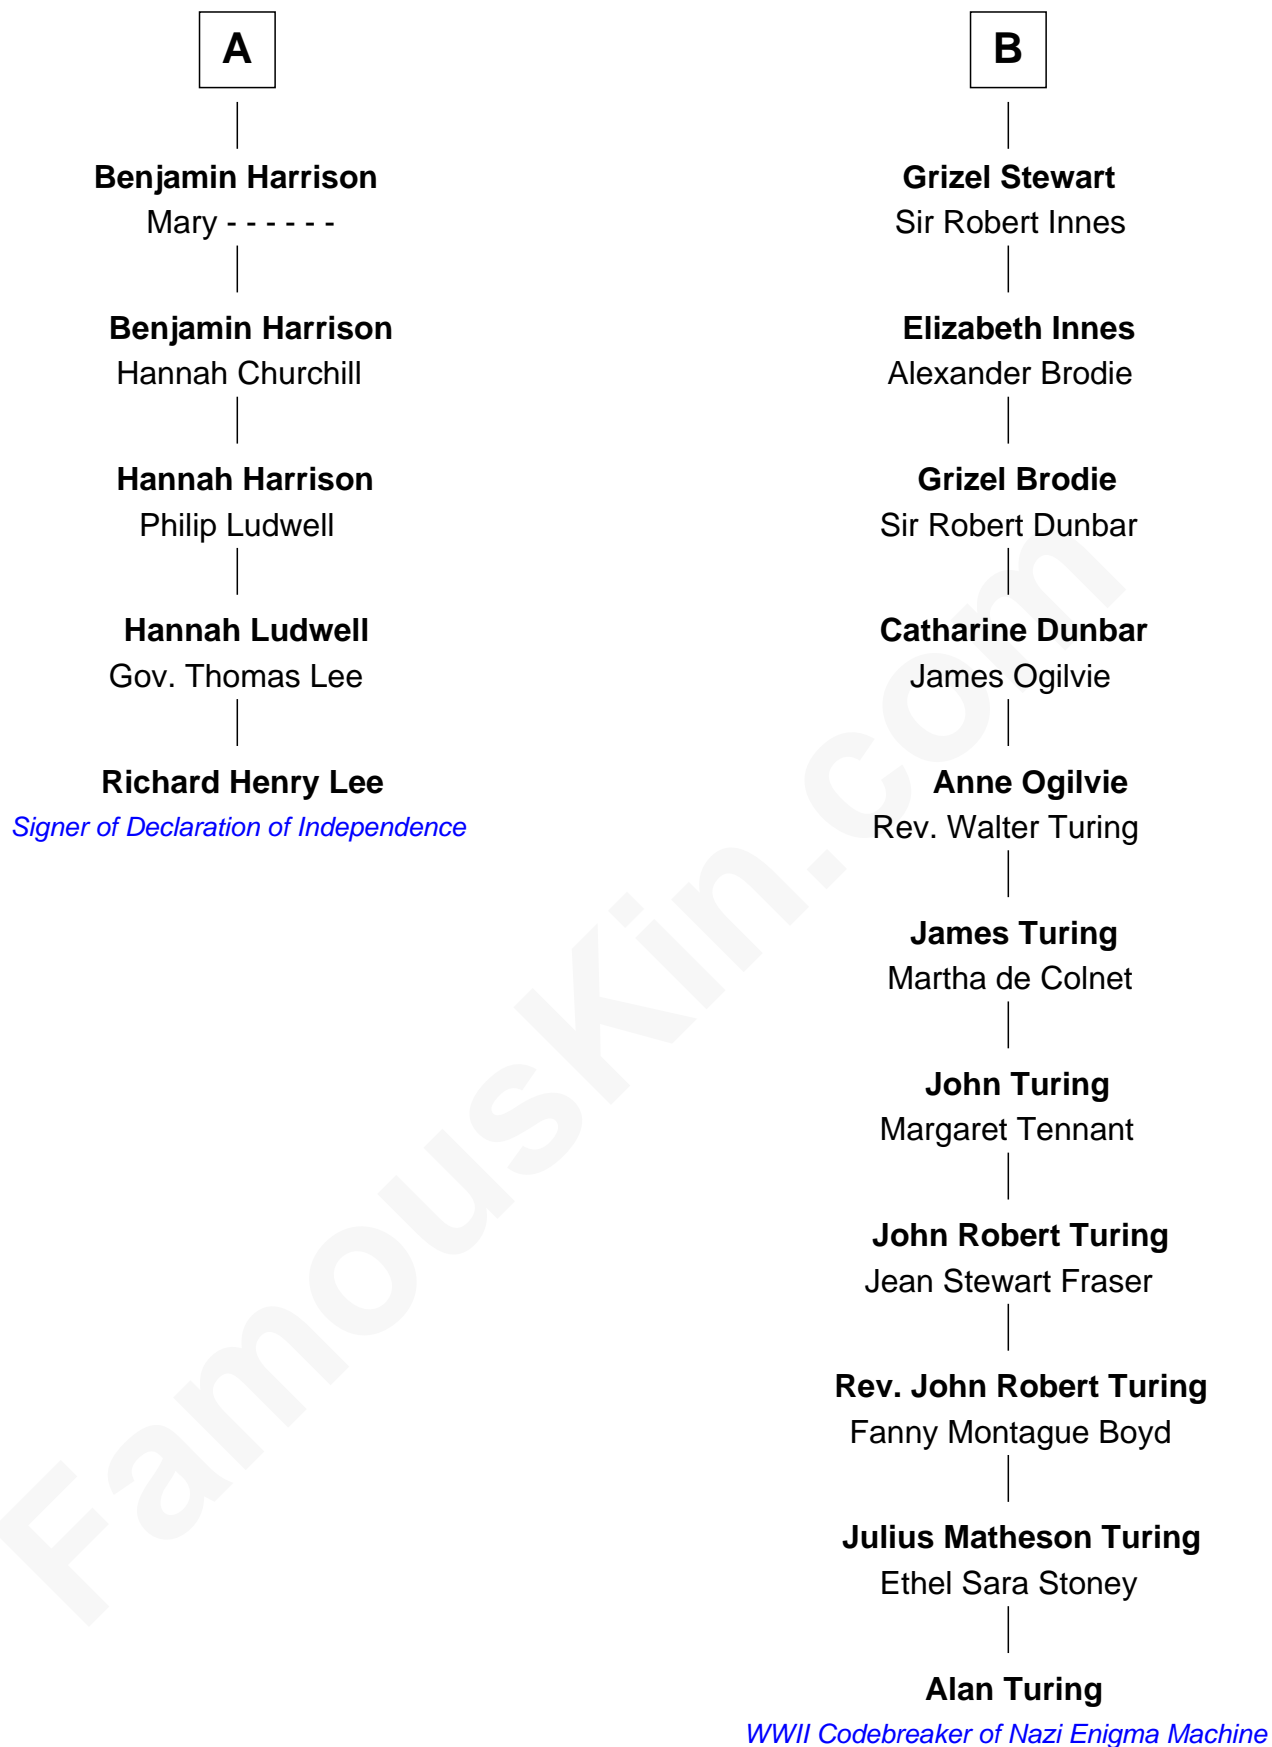 A
Benjamin Harrison
Mary - - - - - -
Benjamin Harrison
Hannah Churchill
Hannah Harrison
Philip Ludwell
Hannah Ludwell
Gov. Thomas Lee
Richard Henry Lee
Signer of Declaration of Independence
B
Grizel Stewart
Sir Robert Innes
Elizabeth Innes
Alexander Brodie
Grizel Brodie
Sir Robert Dunbar
Catharine Dunbar
James Ogilvie
Anne Ogilvie
Rev. Walter Turing
James Turing
Martha de Colnet
John Turing
Margaret Tennant
John Robert Turing
Jean Stewart Fraser
Rev. John Robert Turing
Fanny Montague Boyd
Julius Matheson Turing
Ethel Sara Stoney
Alan Turing
WWII Codebreaker of Nazi Enigma Machine
FamousKin.com